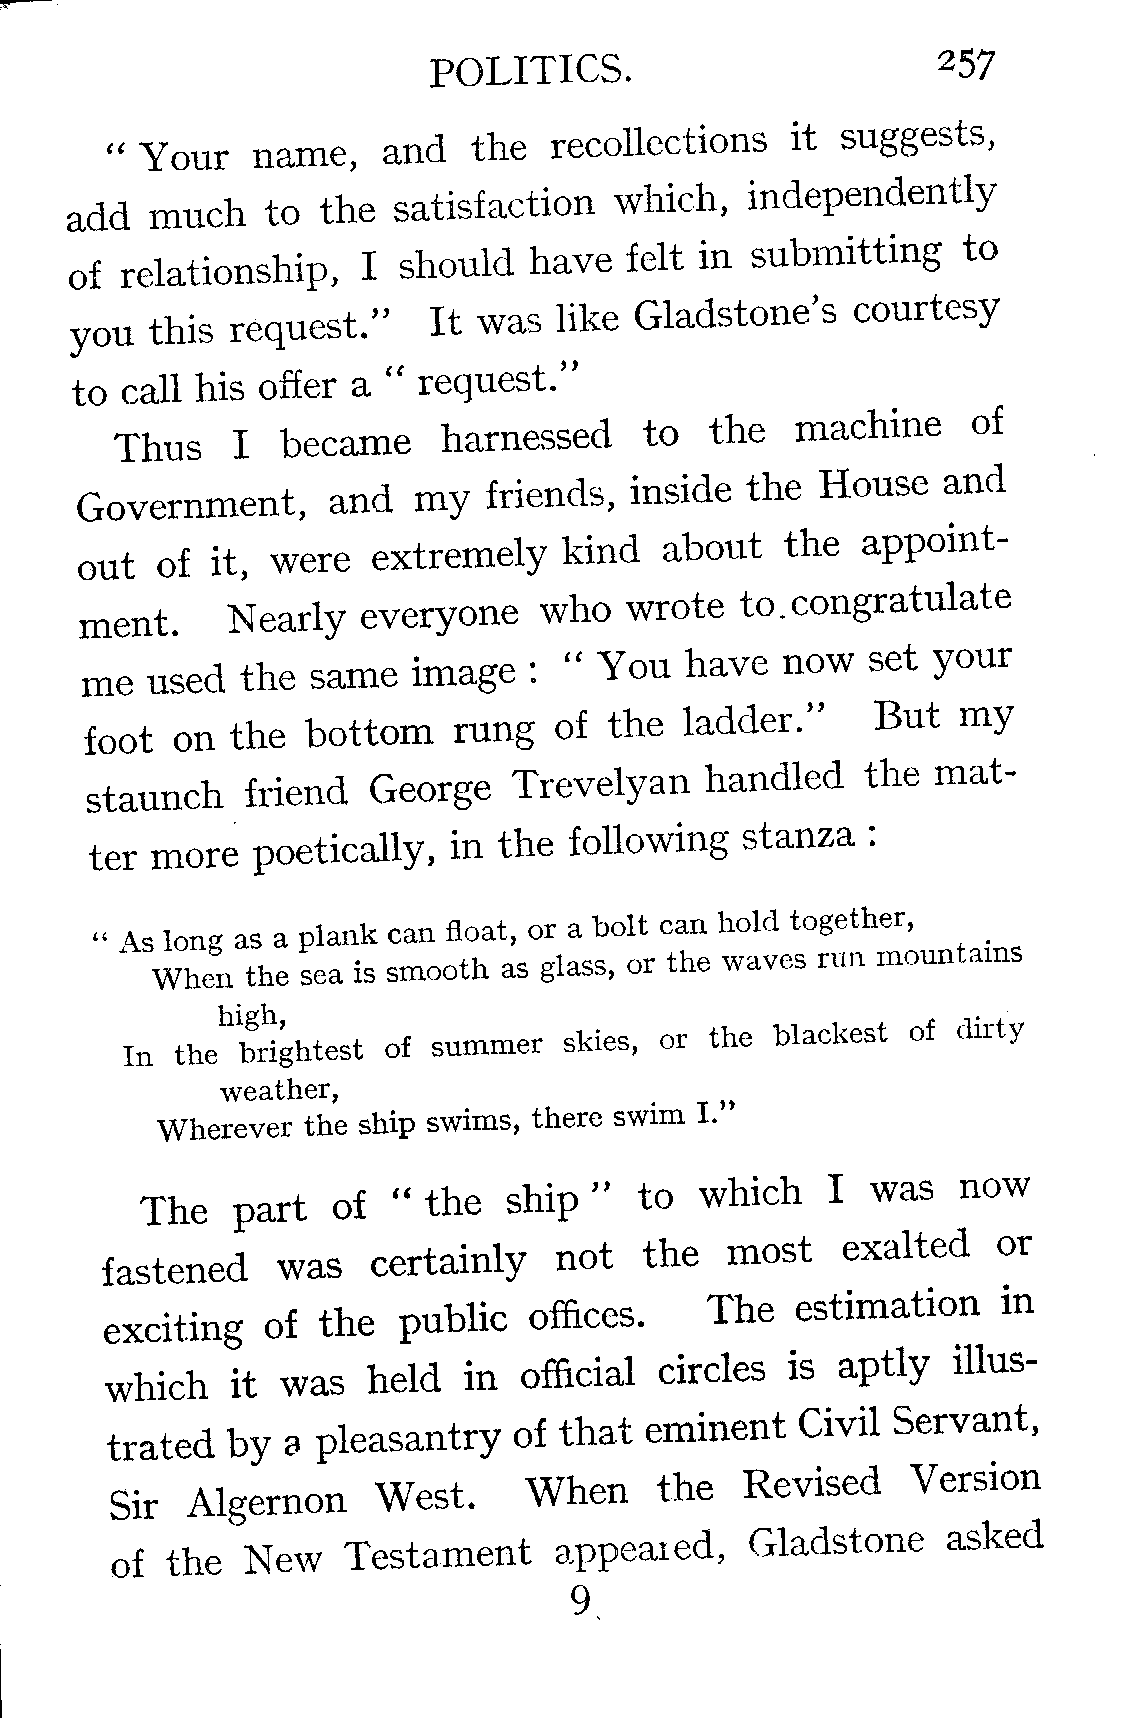 POLITICS. 257
" Your name, and the recollections it suggests,
add much to the satisfaction which, independently
of relationship, I should have felt in submitting to
you this request." It was like Gladstone's courtesy
to call his offer a " request."
Thus I became harnessed to the machine of
Government, and my friends, inside the House and
out of it, were extremely kind about the appoint-
ment. Nearly everyone who wrote to congratulate
me used the same image : " You have now set your
foot on the bottom rung of the ladder." But my
staunch friend George Trevelyan handled the mat-
ter more poetically, in the following stanza :
" As long as a plank can float, or a bolt can hold together,
When the sea is smooth as glass, or the waves run mountains
high,
In the brightest of summer skies, or the blackest of dirty
weather,
Wherever the ship swims, there swim I."
The part of " the ship " to which I was now
fastened was certainly not the most exalted or
exciting of the public offices. The estimation in
which it was held in official circles is aptly illus-
trated by a pleasantry of that eminent Civil Servant,
Sir Algernon West. When the Revised Version
of the New Testament appeared, Gladstone asked
9